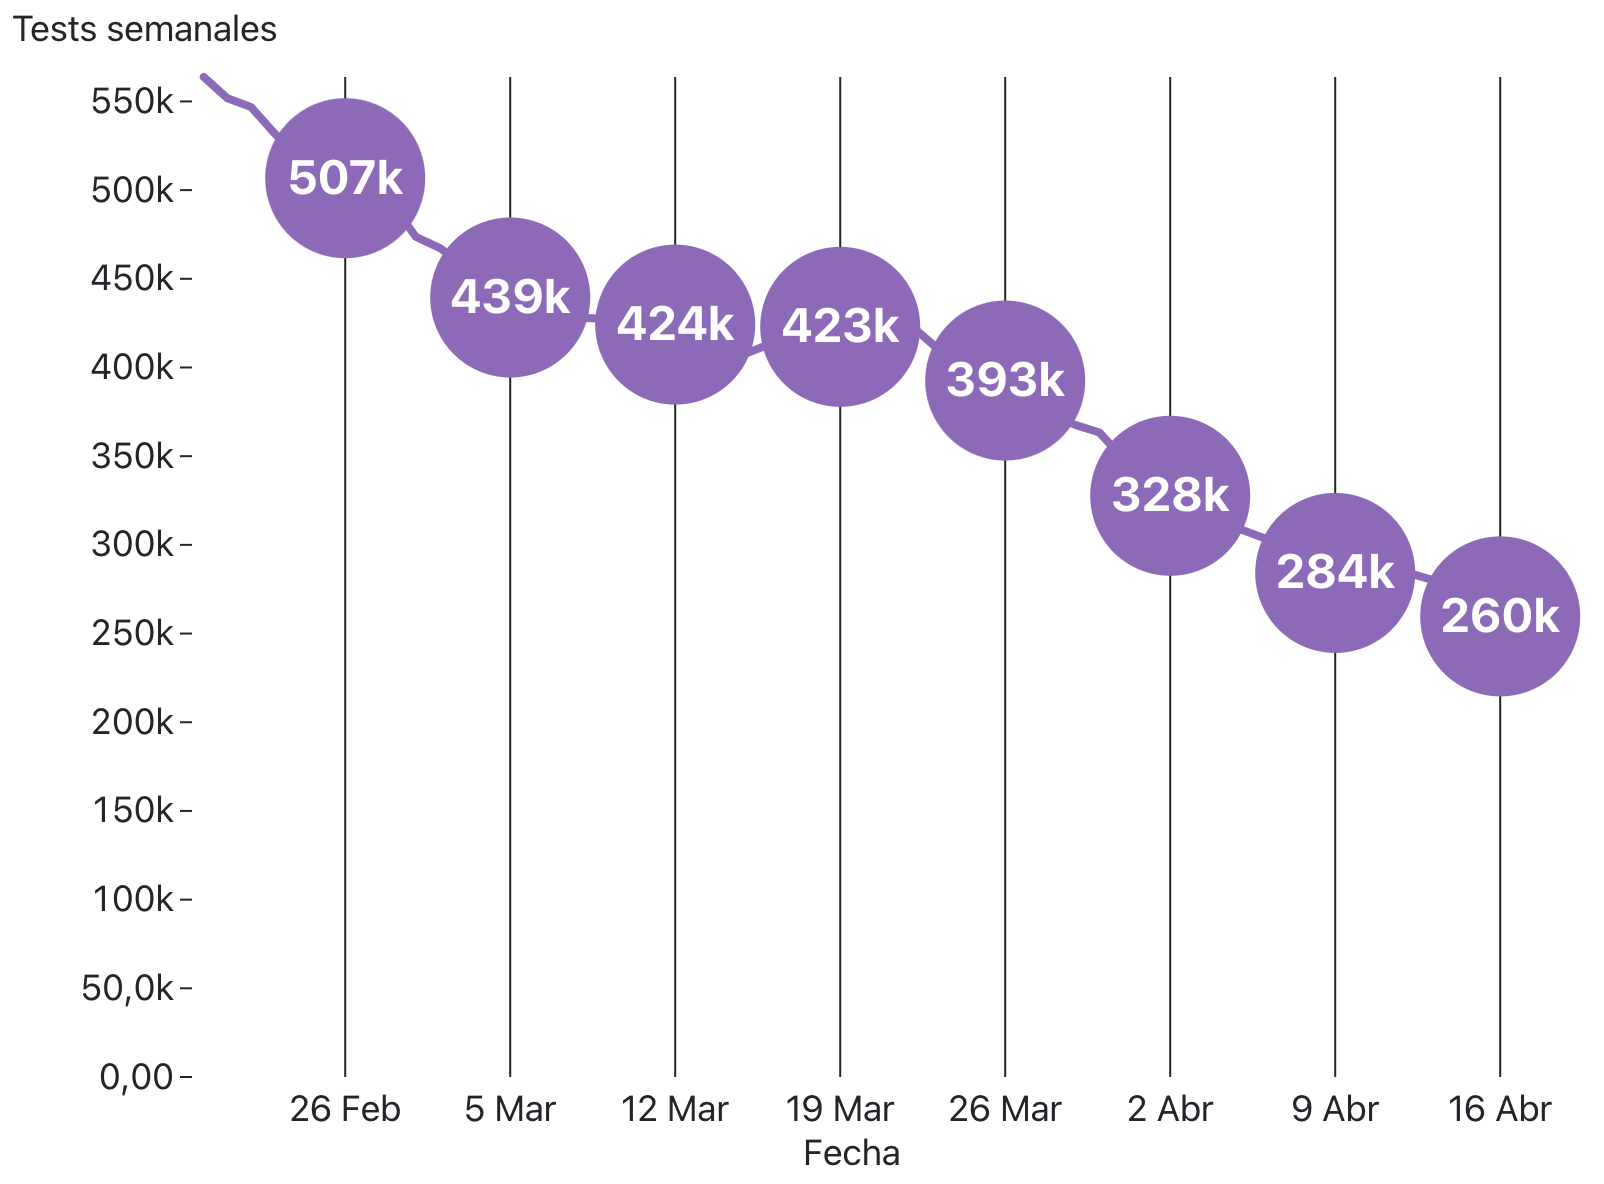 Tests semanales
550k
500k
450k
400k
350k
300k
250k
200k
150k
100k
50,0k
0,00
507k
439k
424k
423k
393k
328k
284k
260k
26 Feb
5 Mar
12 Mar
19 Mar
26 Mar
2 Abr
9 Abr
16 Abr
Fecha